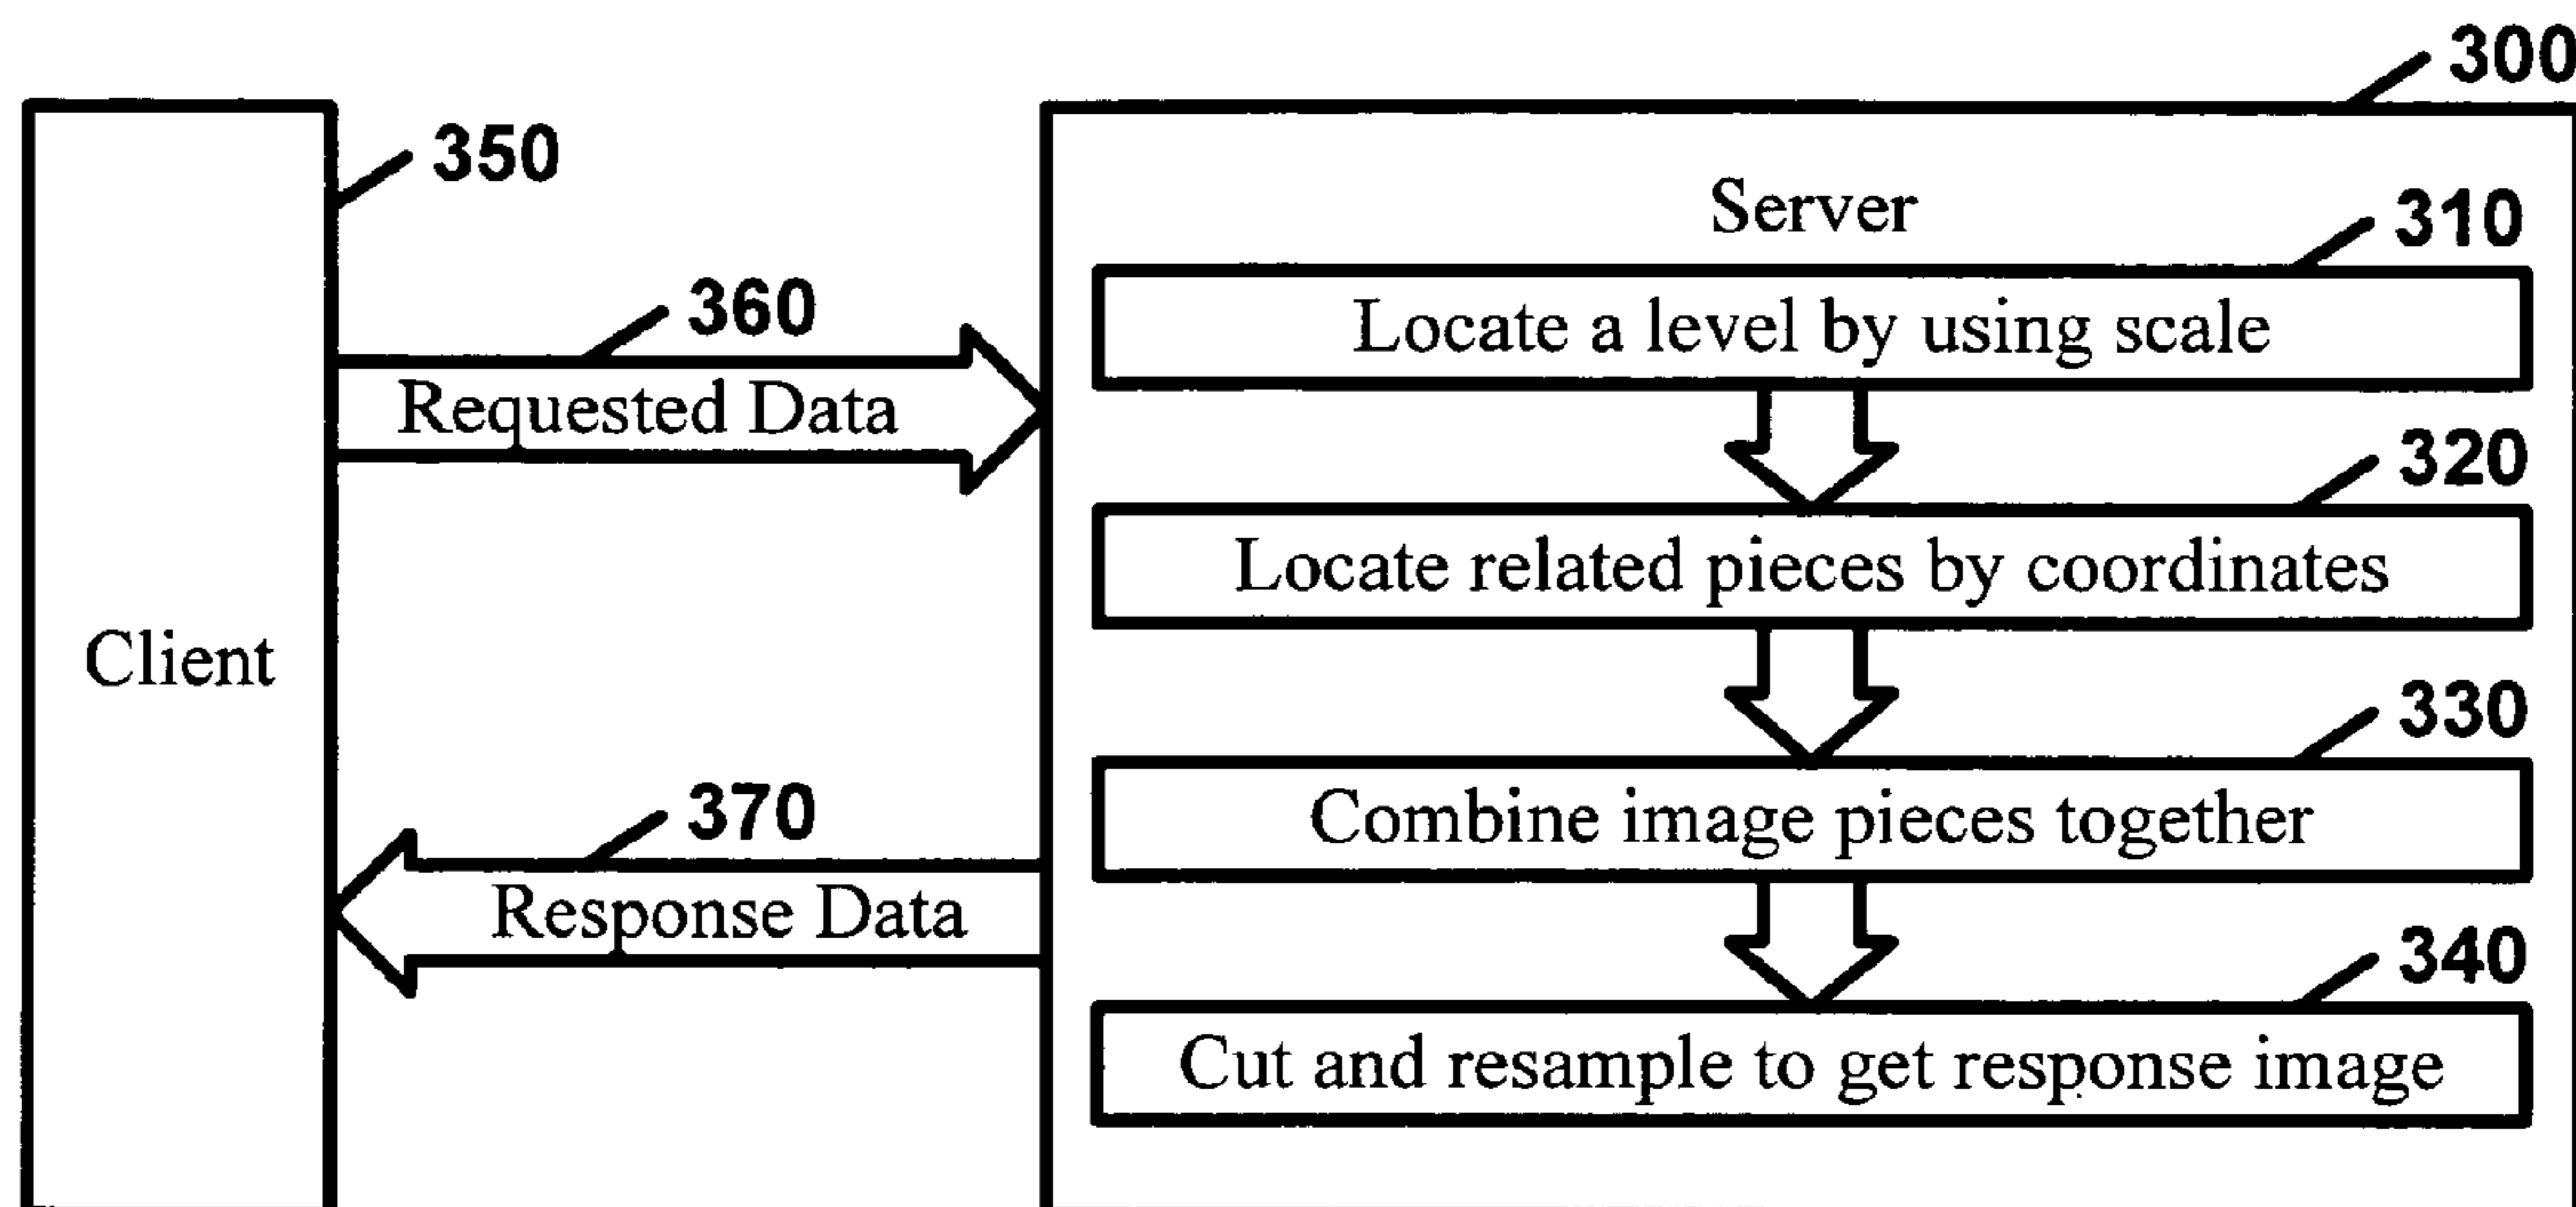 300
350
Server
310
360
Locate a level by using scale
Requested Data
320
Locate related pieces by coordinates
Client
330
370
Combine image pieces together
Response Data
340
Cut and resample to get response image